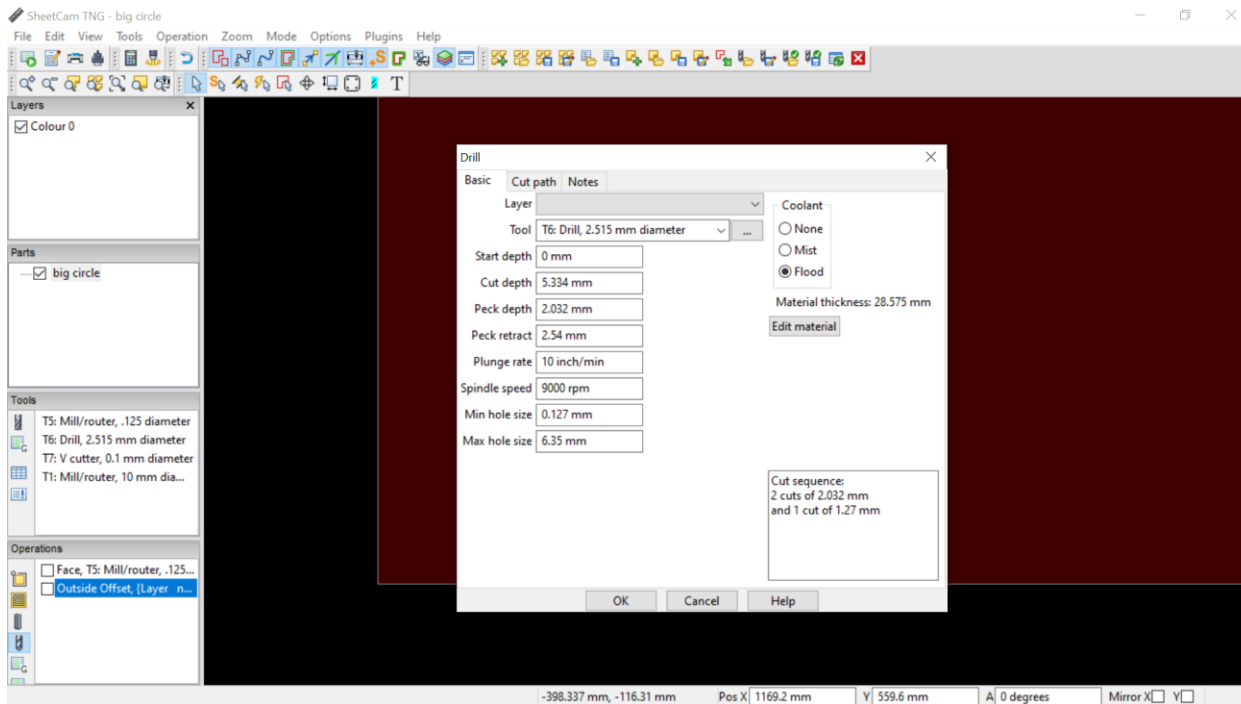 SheetCam TNG - big circle
File Edit View Tools Operation Zoom Mode Options Plugins Help
Layers
Colour 0
Parts
big circle
Tools
T5: Mill/router, .125 diameter
T6: Drill, 2.515 mm diameter
T7: V cutter, 0.1 mm diameter
T1: Mill/router, 10 mm dia...
Operations
Face, T5: Mill/router, .125...
Outside Offset, {Layer n...
Drill
Basic Cut path Notes
Layer
Tool T6: Drill, 2.515 mm diameter ...
Start depth 0 mm
Cut depth 5.334 mm
Peck depth 2.032 mm
Peck retract 2.54 mm
Plunge rate 10 inch/min
Spindle speed 9000 rpm
Min hole size 0.127 mm
Max hole size 6.35 mm
Coolant
None
Mist
Flood
Material thickness: 28.575 mm
Edit material
Cut sequence:
2 cuts of 2.032 mm
and 1 cut of 1.27 mm
OK Cancel Help
-398.337 mm, -116.31 mm Pos X 1169.2 mm Y 559.6 mm A 0 degrees Mirror X Y